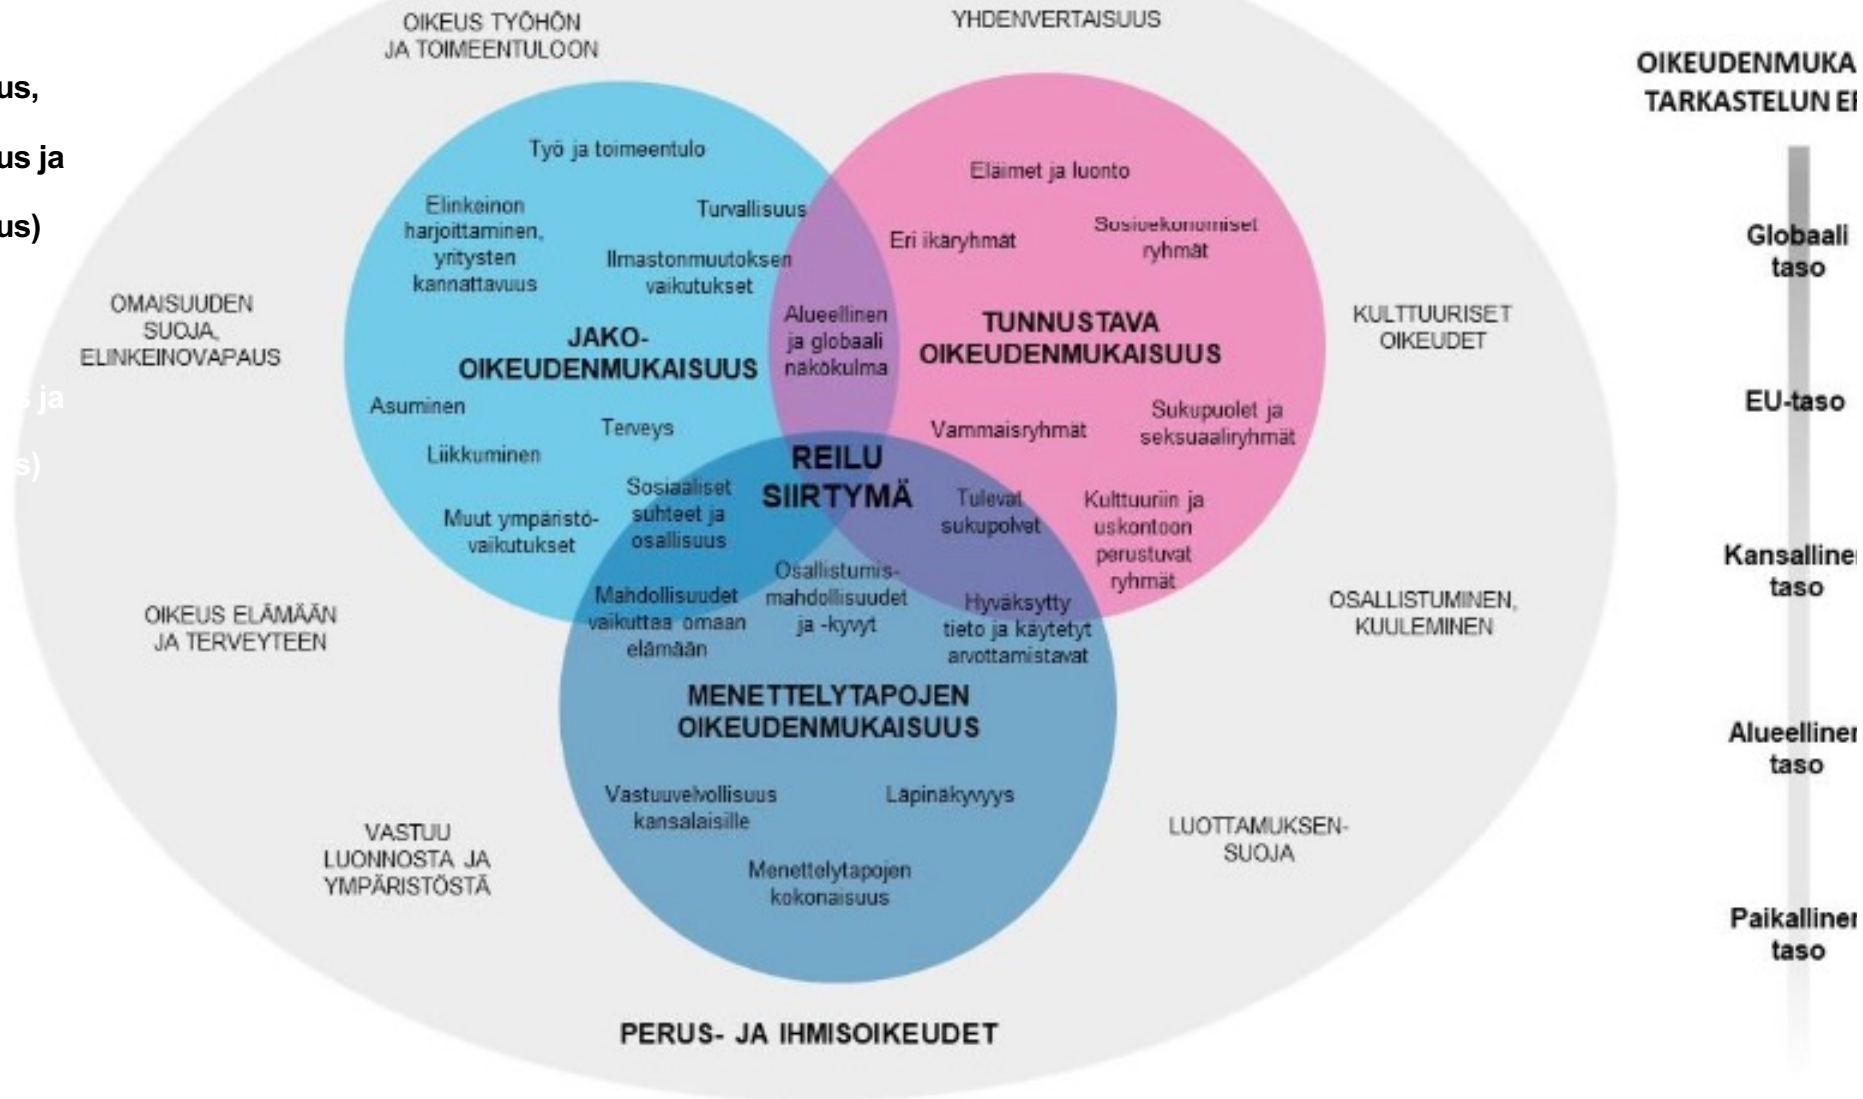 OIKEUS TYÖHÖN
JA TOIMEENTULOON
YHDENVERTAISUUS
us,
us ja
us)
ja
s)
OMAISUUDEN
SUOJA,
ELINKEINOVAPAUS
OIKEUS ELÄMÄÄN
JA TERVEYTEEN
VASTUU
LUONNOSTA JA
YMPÄRISTÖSTÄ
Työ ja toimeentulo
Elinkeinon
harjoittaminen,
yritysten
kannattavuus
Turvallisuus
Ilmastonmuutoksen
vaikutukset
JAKO-
OIKEUDENMUKAISUUS
Asuminen
Terveys
Liikkuminen
Muut ympäristö-
vaikutukset
Sosiaaliset
suhteet ja
osallisuus
Alueellinen
ja globaali
näkökulma
Eläimet ja luonto
Eri ikäryhmät
Sosioekonomiset
ryhmät
TUNNUSTAVA
OIKEUDENMUKAISUUS
Vammaisryhmät
Sukupuolet ja
seksuaaliryhmät
Tulevat
sukupolvet
Kulttuuriin ja
uskontoon
perustuvat
ryhmät
REILU
SIIRTYMÄ
Mahdollisuudet
vaikuttaa omaan
elämään
Osallistumis-
mahdollisuudet
ja -kyvyt
Hyväksytty
tieto ja käytetyt
arvottamistavat
MENETTELYTAPOJEN
OIKEUDENMUKAISUUS
Vastuuvelvollisuus
kansalaisille
Läpinäkyvyys
Menettelytapojen
kokonaisuus
KULTTUURISET
OIKEUDET
OSALLISTUMINEN,
KUULEMINEN
LUOTTAMUKSEN-
SUOJA
PERUS- JA IHMISOIKEUDET
OIKEUDENMUKA
TARKASTELUN
Globaali
taso
EU-taso
Kansalline
taso
Alueelline
taso
Paikalline
taso